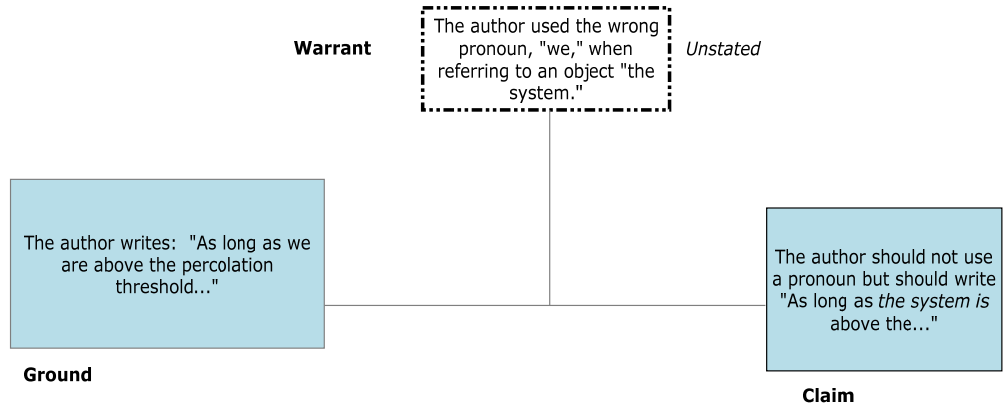 The author used the wrong
pronoun, "we," when
referring to an object "the
system."
Warrant
Unstated
The author writes:  "As long as we
are above the percolation
threshold..."
The author should not use
a pronoun but should write
"As long as the system is
above the..."
Ground
Claim